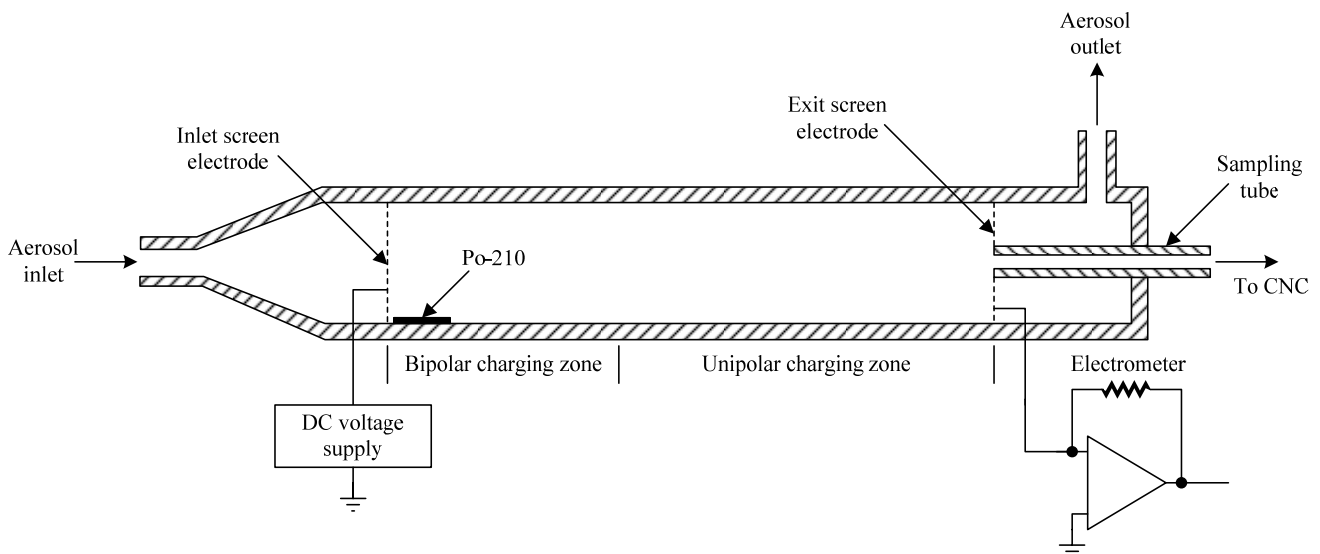 Aerosol
outlet
Exit screen
electrode
Inlet screen
electrode
Sampling
tube
Aerosol
inlet
Po-210
To CNC
Bipolar charging zone
Unipolar charging zone
Electrometer
DC voltage
supply